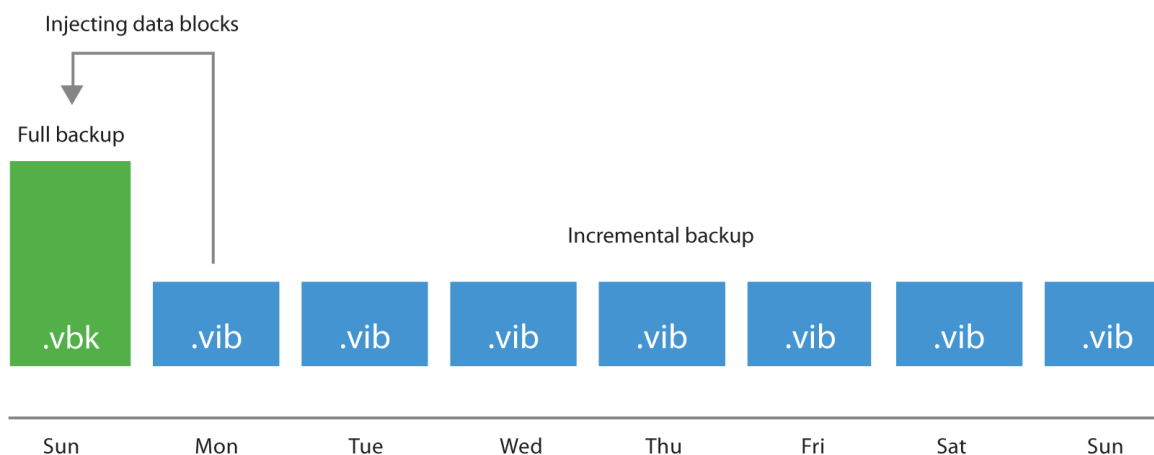 Injecting data blocks
Full backup
Incremental backup
.vbk .vib .vib .vib .vib .vib .vib .vib
Sun Mon Tue Wed Thu Fri Sat Sun